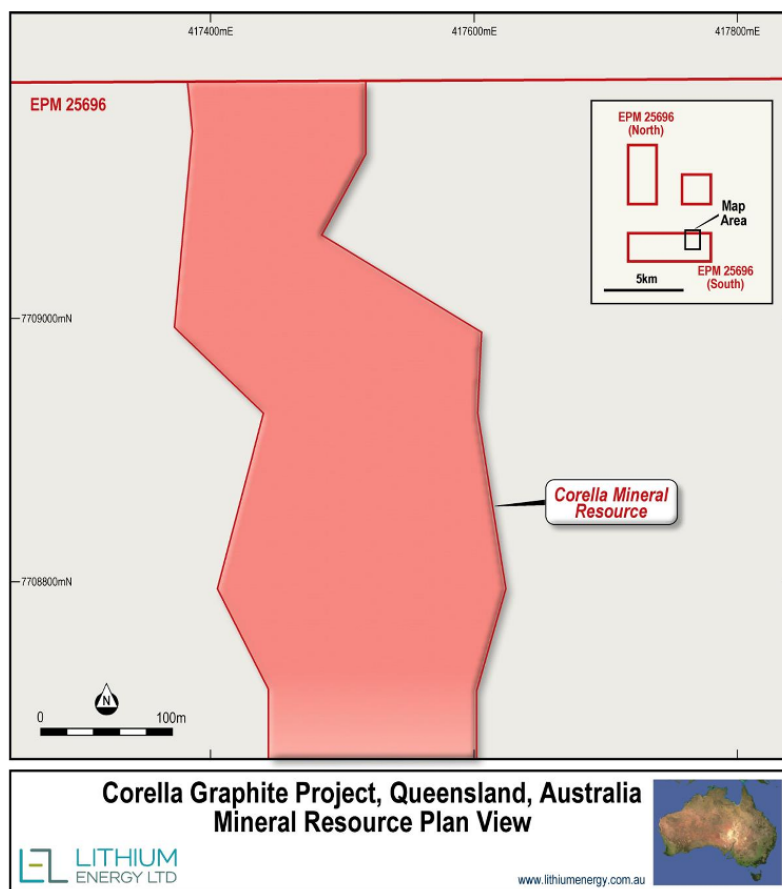 417400mE
417600mE
417800mE
EPM 25696
EPM 25696
(North)
Map
Area
EPM 25696
(South)
5km
7709000mN
Corella Mineral
Resource
7708800mN
N
0
100m
Corella Graphite Project, Queensland, Australia
Mineral Resource Plan View
LEL
LITHIUM
ENERGY LTD
www.lithiumenergy.com.au